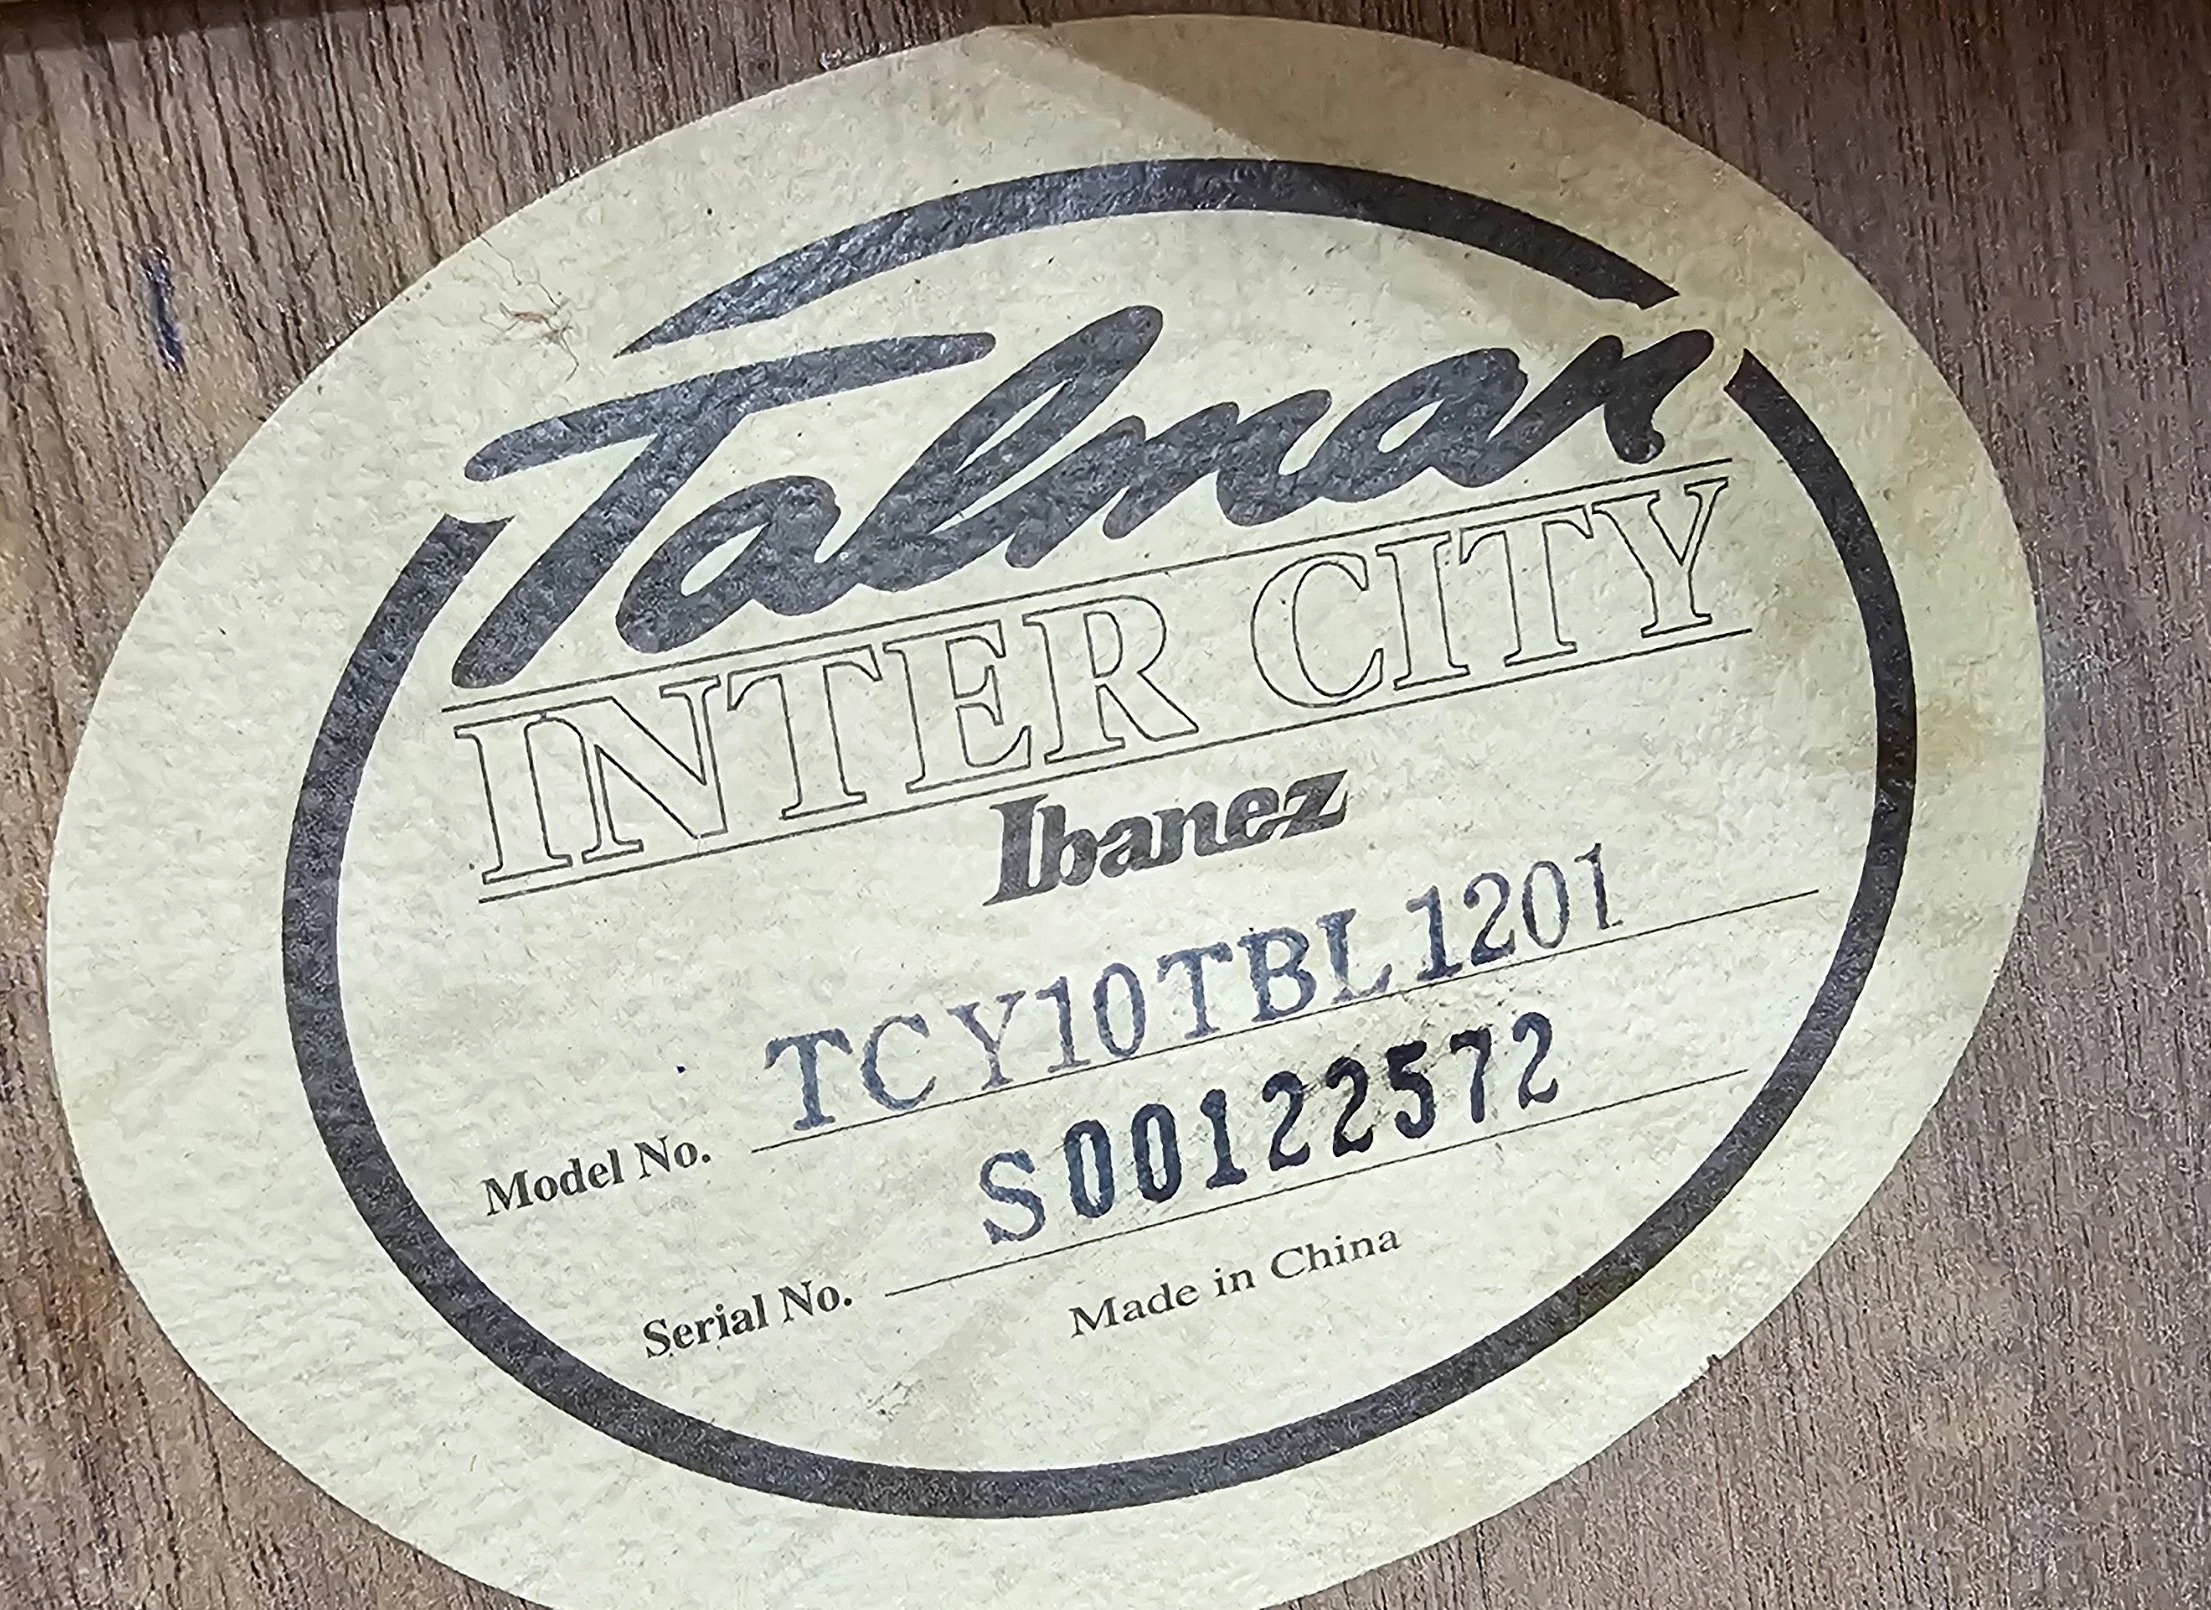 Talman
INTER CITY
Ibanez
Model No. TCY10TBL1201
Serial No. S00122572
Made in China